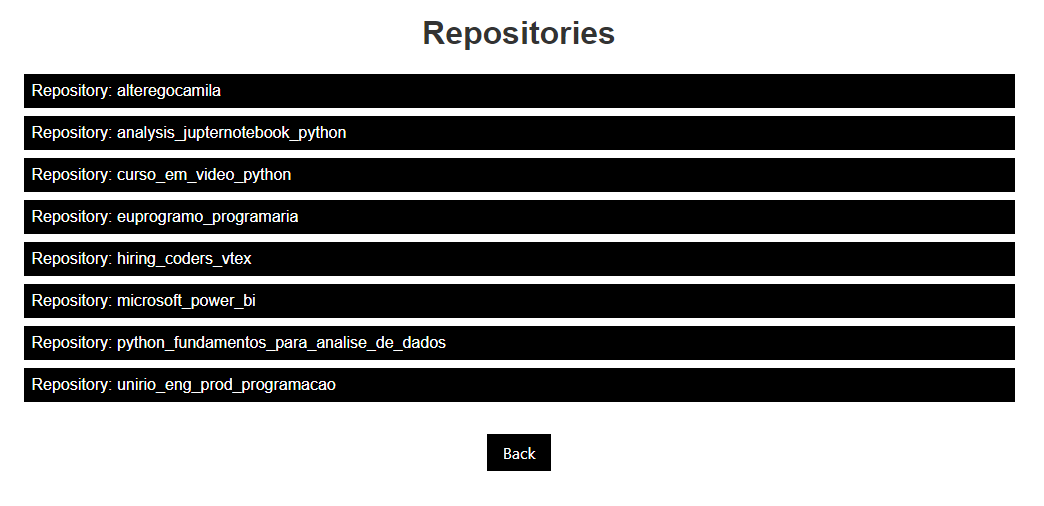 Repositories
Repository: alteregocamila
Repository: analysis_jupternotebook_python
Repository: curso_em_video_python
Repository: euprogramo_programaria
Repository: hiring_coders_vtex
Repository: microsoft_power_bi
Repository: python_fundamentos_para_analise_de_dados
Repository: unirio_eng_prod_programacao
Back